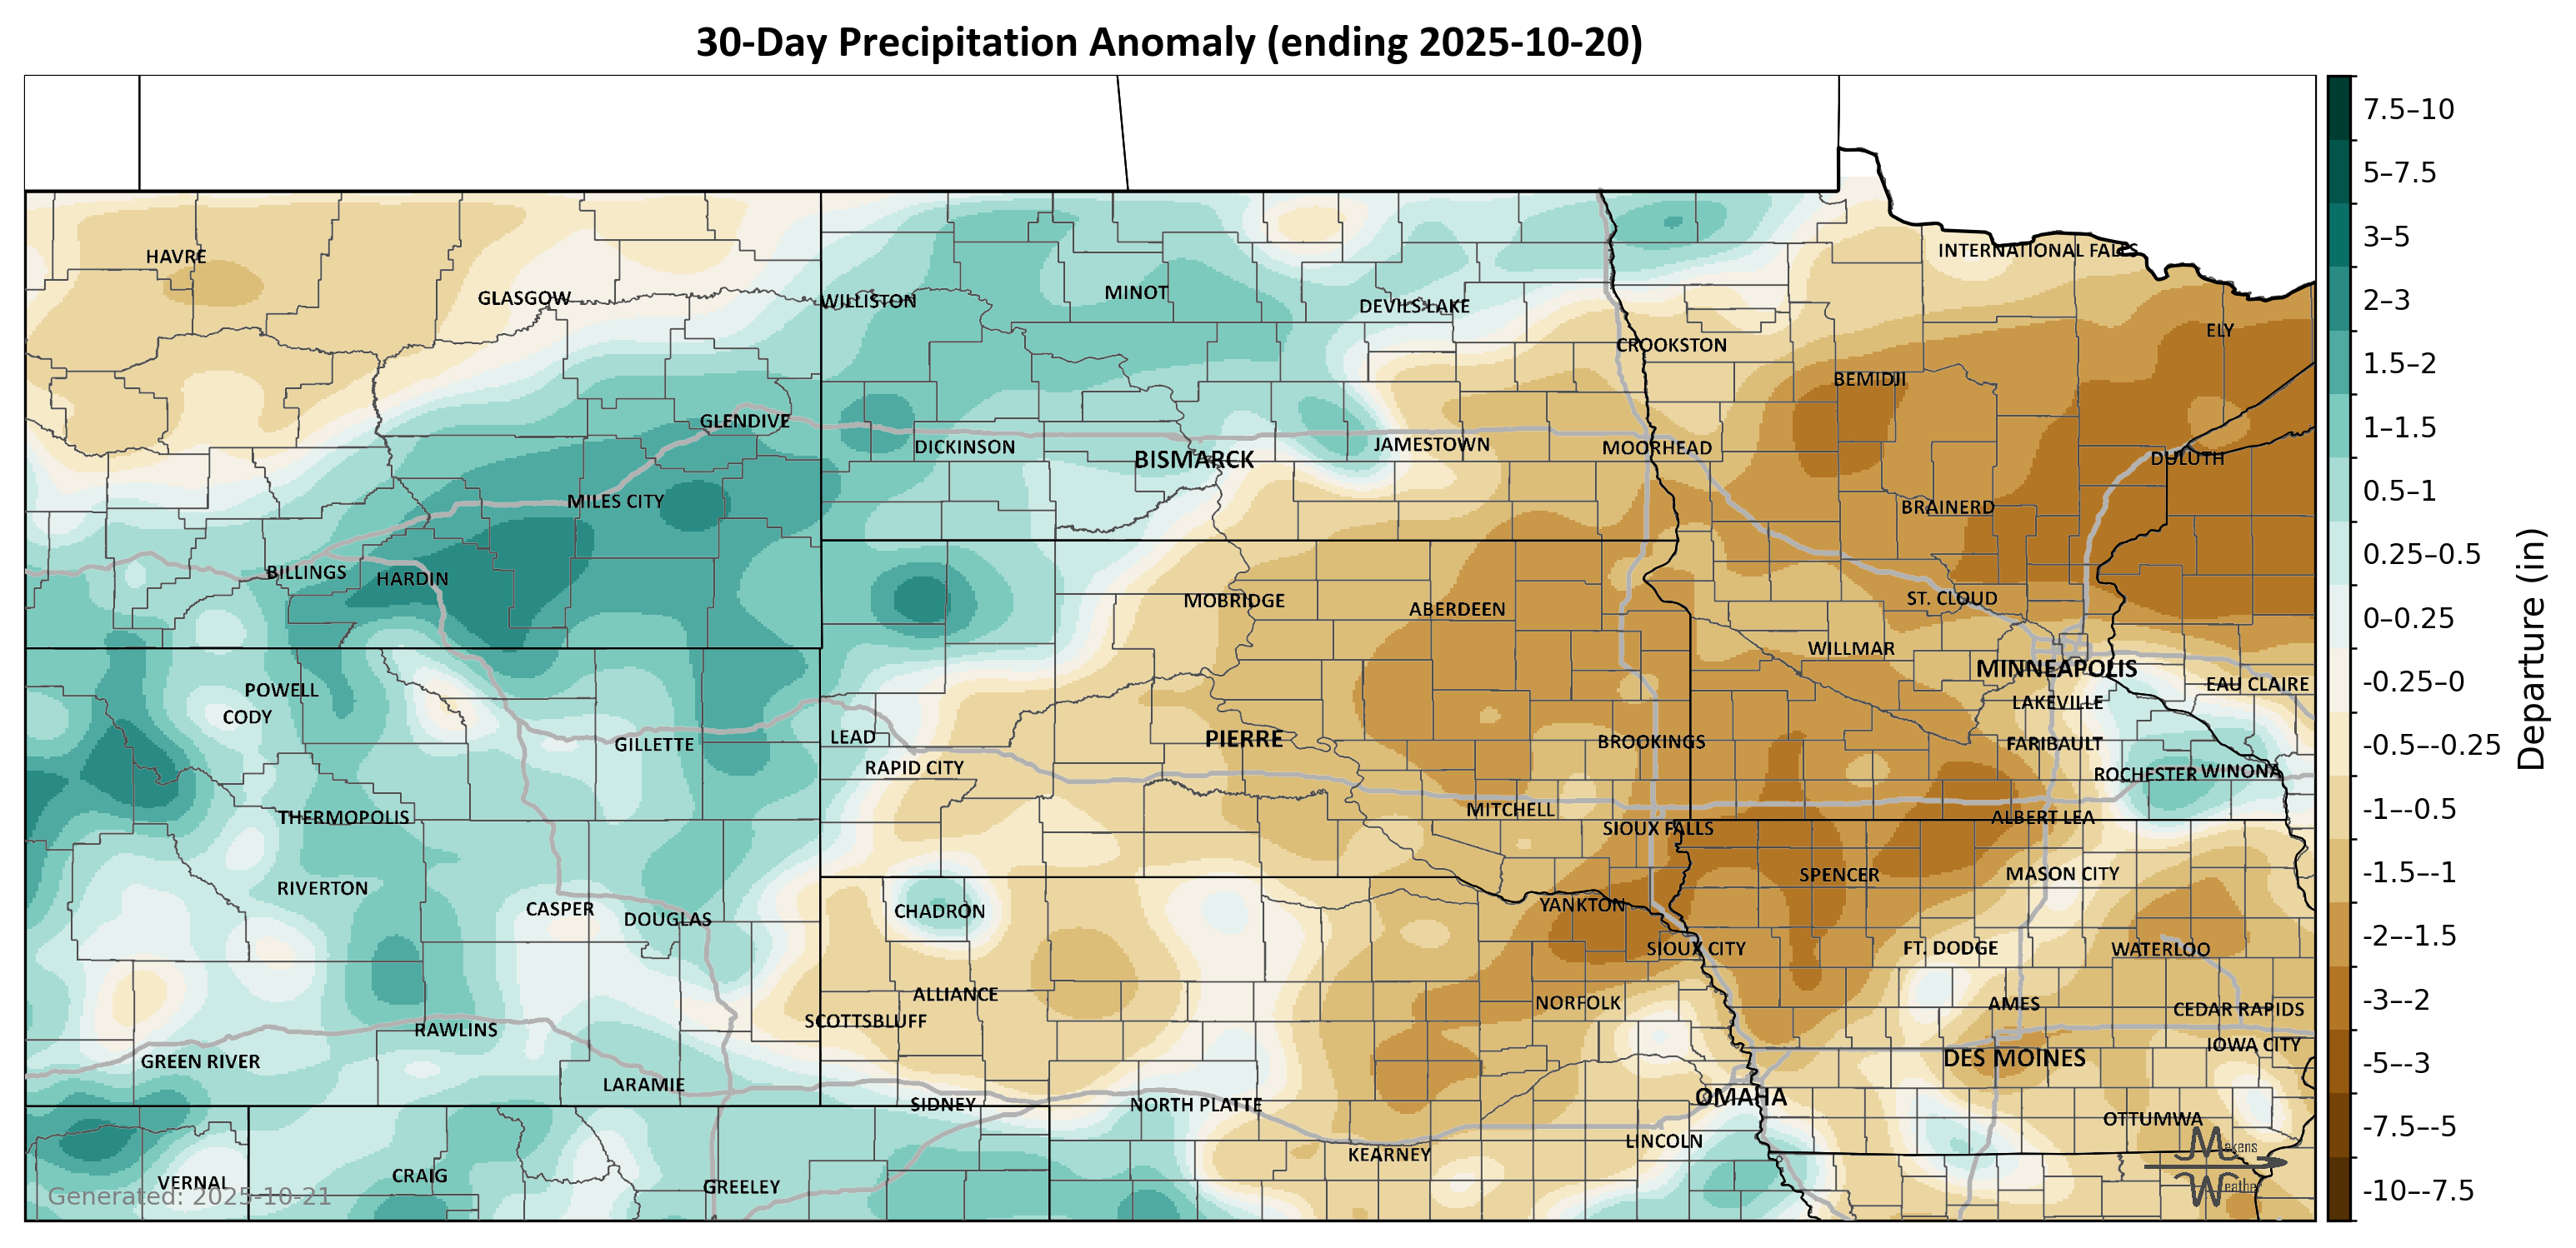 30-Day Precipitation Anomaly (ending 2025-10-20)
HAVRE
GLASGOW
WILLISTON
MINOT
DEVILS LAKE
INTERNATIONAL FALLS
ELY
CROOKSTON
BEMIDJI
GLENDIVE
DICKINSON
BISMARCK
JAMESTOWN
MOORHEAD
DULUTH
MILES CITY
BRAINERD
BILLINGS
HARDIN
MOBRIDGE
ABERDEEN
ST. CLOUD
WILLMAR
MINNEAPOLIS
EAU CLAIRE
POWELL
CODY
LAKEVILLE
GILLETTE
LEAD
PIERRE
BROOKINGS
FARIBAULT
RAPID CITY
ROCHESTER
WINONA
THERMOPOLIS
MITCHELL
SIOUX FALLS
ALBERT LEA
RIVERTON
SPENCER
MASON CITY
CASPER
DOUGLAS
CHADRON
YANKTON
SIOUX CITY
FT. DODGE
WATERLOO
ALLIANCE
NORFOLK
AMES
CEDAR RAPIDS
SCOTTSBLUFF
RAWLINS
GREEN RIVER
DES MOINES
IOWA CITY
LARAMIE
SIDNEY
NORTH PLATTE
OMAHA
OTTUMWA
LINCOLN
KEARNEY
VERNAL
CRAIG
GREELEY
Generated: 2025-10-21
Makens
Weather
7.5–10
5–7.5
3–5
2–3
1.5–2
1–1.5
0.5–1
0.25–0.5
0–0.25
-0.25–0
-0.5–-0.25
-1–-0.5
-1.5–-1
-2–-1.5
-3–-2
-5–-3
-7.5–-5
-10–-7.5
Departure (in)